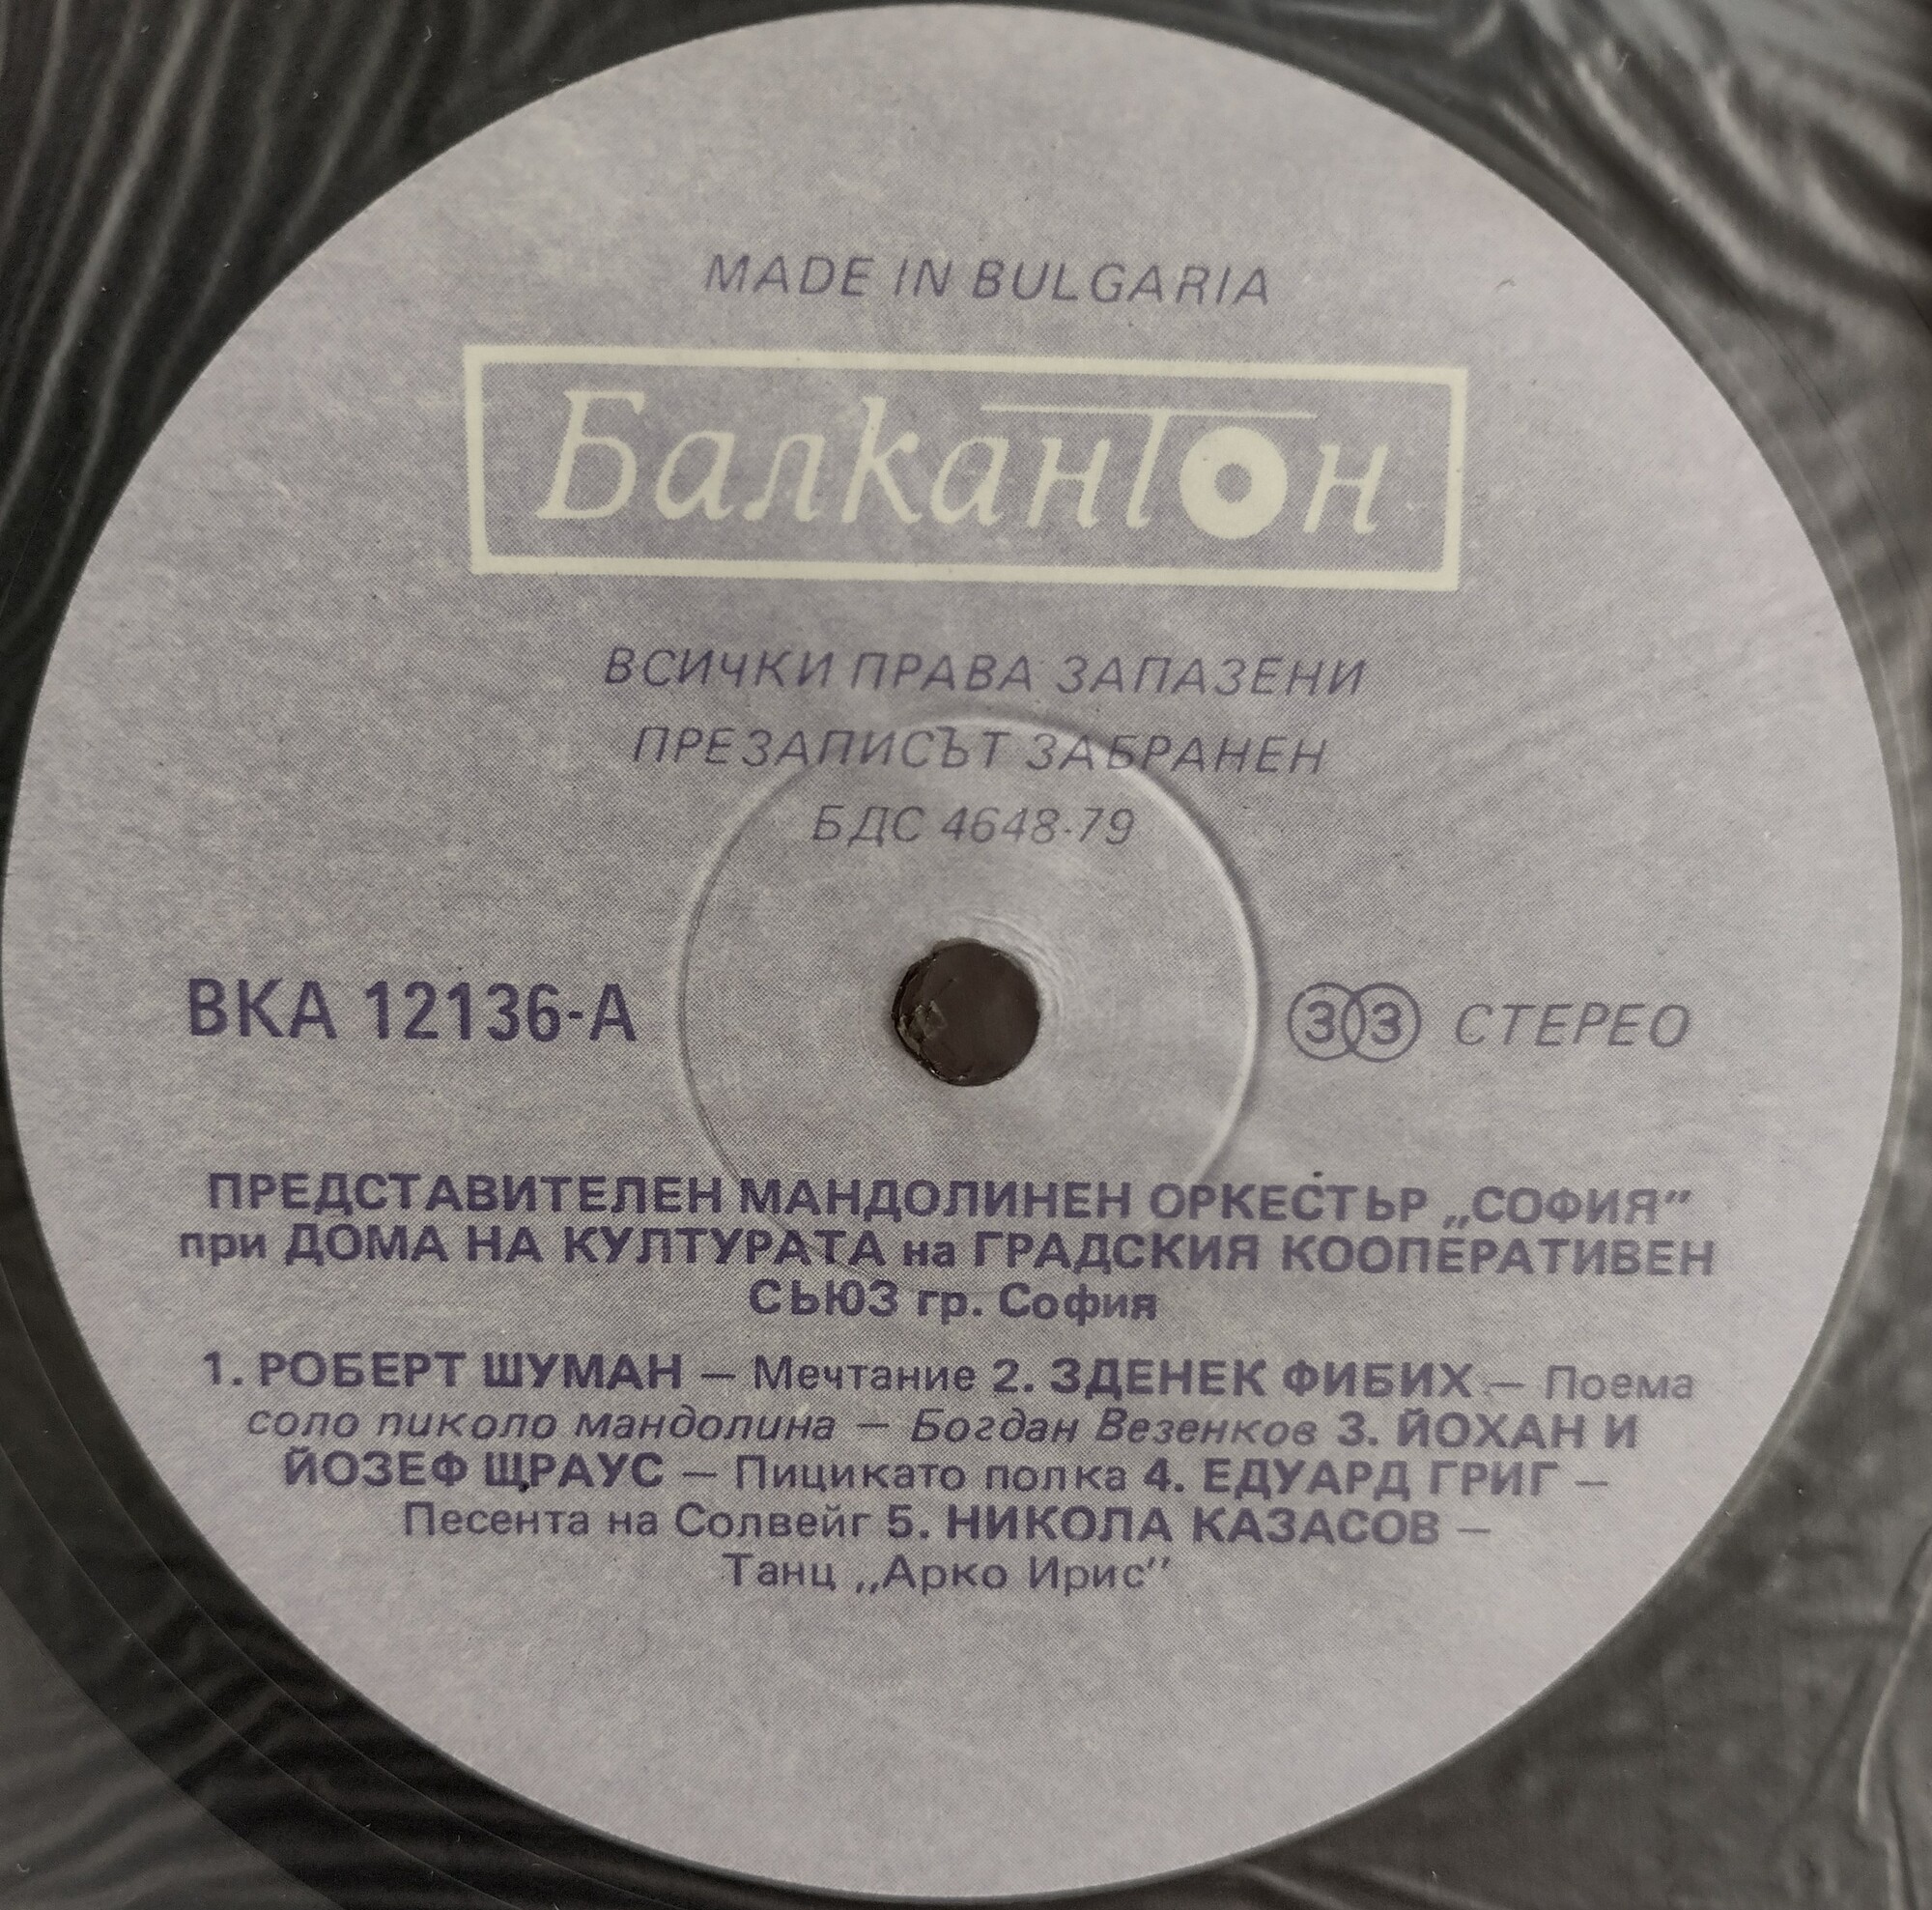 MADE IN BULGARIA
Балкантон
ВСИЧКИ ПРАВА ЗАПАЗЕНИ
ПРЕЗАПИСЪТ ЗАБРАНЕН
БДС 4648-79
ВКА 12136-А
33 СТЕРЕО
ПРЕДСТАВИТЕЛЕН МАНДОЛИНЕН ОРКЕСТЬР „СОФИЯ”
при ДОМА НА КУЛТУРАТА на ГРАДСКИЯ КООПЕРАТИВЕН
СЬЮЗ гр. София
1. РОБЕРТ ШУМАН — Мечтание 2. ЗДЕНЕК ФИБИХ — Поема
соло пиколо мандолина — Богдан Везенков 3. ЙОХАН И
ЙОЗЕФ ЩРАУС — Пицикато полка 4. ЕДУАРД ГРИГ —
Песента на Солвейг 5. НИКОЛА КАЗАСОВ —
Танц „Арко Ирис”